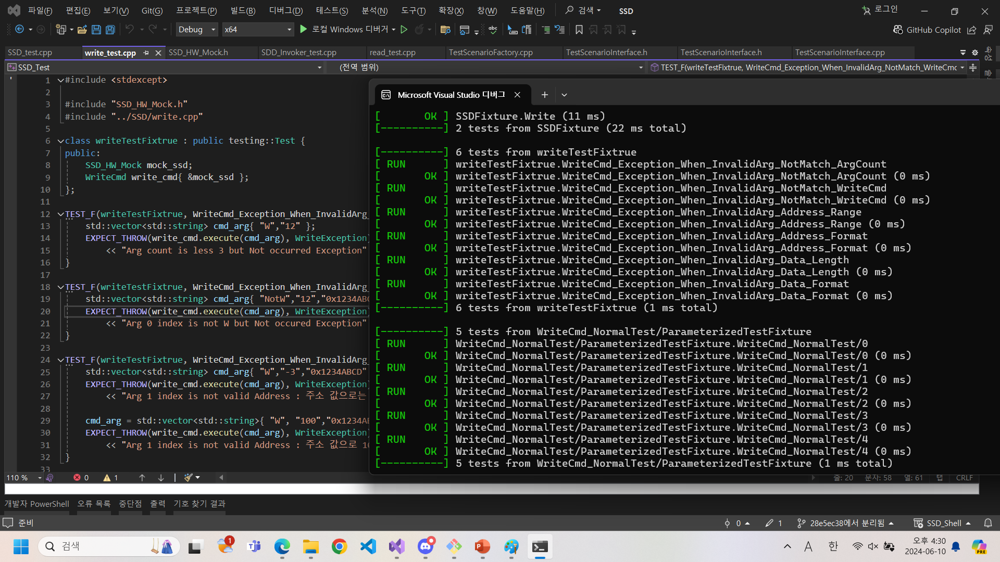 파일(F) 편집(E) 보기(V) Git(G) 프로젝트(P) 빌드(B) 디버그(D) 테스트(S) 분석(N) 도구(T) 확장(X) 창(W) 도움말(H) 검색 SSD 로그인
Debug x64 로컬 Windows 디버거 GitHub Copilot
SSD_test.cpp write_test.cpp SSD_HW_Mock.h SDD_Invoker_test.cpp read_test.cpp TestScenarioFactory.cpp TestScenarioInterface.h TestScenarioInterface.h TestScenarioInterface.cpp
SSD_Test (전역 범위) TEST_F(writeTestFixtrue, WriteCmd_Exception_When_InvalidArg_NotMatch_WriteCmd
속성
1 #include <stdexcept>
2
3 #include "SSD_HW_Mock.h"
4 #include "../SSD/write.cpp"
5
6 class writeTestFixtrue : public testing::Test {
7 public:
8 SSD_HW_Mock mock_ssd;
9 WriteCmd write_cmd{ &mock_ssd };
10 };
11
12 TEST_F(writeTestFixtrue, WriteCmd_Exception_When_InvalidArg_
13 std::vector<std::string> cmd_arg{ "W","12" };
14 EXPECT_THROW(write_cmd.execute(cmd_arg), WriteException)
15 << "Arg count is less 3 but Not occurred Exception"
16 }
17
18 TEST_F(writeTestFixtrue, WriteCmd_Exception_When_InvalidArg_
19 std::vector<std::string> cmd_arg{ "NotW","12","0x1234ABC
20 EXPECT_THROW(write_cmd.execute(cmd_arg), WriteException)
21 << "Arg 0 index is not W but Not occured Exception"
22 }
23
24 TEST_F(writeTestFixtrue, WriteCmd_Exception_When_InvalidArg_
25 std::vector<std::string> cmd_arg{ "W","-3","0x1234ABCD"
26 EXPECT_THROW(write_cmd.execute(cmd_arg), WriteException)
27 << "Arg 1 index is not valid Address : 주소 값으로는
28
29 cmd_arg = std::vector<std::string>{ "W", "100","0x1234AB
30 EXPECT_THROW(write_cmd.execute(cmd_arg), WriteException)
31 << "Arg 1 index is not valid Address : 주소 값으로 10
32 }
33
Microsoft Visual Studio 디버그
[       OK ] SSDFixture.Write (11 ms)
[----------] 2 tests from SSDFixture (22 ms total)
[----------] 6 tests from writeTestFixtrue
[ RUN      ] writeTestFixtrue.WriteCmd_Exception_When_InvalidArg_NotMatch_ArgCount
[       OK ] writeTestFixtrue.WriteCmd_Exception_When_InvalidArg_NotMatch_ArgCount (0 ms)
[ RUN      ] writeTestFixtrue.WriteCmd_Exception_When_InvalidArg_NotMatch_WriteCmd
[       OK ] writeTestFixtrue.WriteCmd_Exception_When_InvalidArg_NotMatch_WriteCmd (0 ms)
[ RUN      ] writeTestFixtrue.WriteCmd_Exception_When_InvalidArg_Address_Range
[       OK ] writeTestFixtrue.WriteCmd_Exception_When_InvalidArg_Address_Range (0 ms)
[ RUN      ] writeTestFixtrue.WriteCmd_Exception_When_InvalidArg_Address_Format
[       OK ] writeTestFixtrue.WriteCmd_Exception_When_InvalidArg_Address_Format (0 ms)
[ RUN      ] writeTestFixtrue.WriteCmd_Exception_When_InvalidArg_Data_Length
[       OK ] writeTestFixtrue.WriteCmd_Exception_When_InvalidArg_Data_Length (0 ms)
[ RUN      ] writeTestFixtrue.WriteCmd_Exception_When_InvalidArg_Data_Format
[       OK ] writeTestFixtrue.WriteCmd_Exception_When_InvalidArg_Data_Format (0 ms)
[----------] 6 tests from writeTestFixtrue (1 ms total)
[----------] 5 tests from WriteCmd_NormalTest/ParameterizedTestFixture
[ RUN      ] WriteCmd_NormalTest/ParameterizedTestFixture.WriteCmd_NormalTest/0
[       OK ] WriteCmd_NormalTest/ParameterizedTestFixture.WriteCmd_NormalTest/0 (0 ms)
[ RUN      ] WriteCmd_NormalTest/ParameterizedTestFixture.WriteCmd_NormalTest/1
[       OK ] WriteCmd_NormalTest/ParameterizedTestFixture.WriteCmd_NormalTest/1 (0 ms)
[ RUN      ] WriteCmd_NormalTest/ParameterizedTestFixture.WriteCmd_NormalTest/2
[       OK ] WriteCmd_NormalTest/ParameterizedTestFixture.WriteCmd_NormalTest/2 (0 ms)
[ RUN      ] WriteCmd_NormalTest/ParameterizedTestFixture.WriteCmd_NormalTest/3
[       OK ] WriteCmd_NormalTest/ParameterizedTestFixture.WriteCmd_NormalTest/3 (0 ms)
[ RUN      ] WriteCmd_NormalTest/ParameterizedTestFixture.WriteCmd_NormalTest/4
[       OK ] WriteCmd_NormalTest/ParameterizedTestFixture.WriteCmd_NormalTest/4 (0 ms)
[----------] 5 tests from WriteCmd_NormalTest/ParameterizedTestFixture (1 ms total)
110 % 0 1 줄: 20 문자: 58 열: 61 탭 CRLF
개발자 PowerShell 오류 목록 중단점 출력 기호 찾기 결과
준비 0 1 28e5ec38에서 분리됨 SSD_Shell
검색 1 A 한 오후 4:30
2024-06-10 PRE